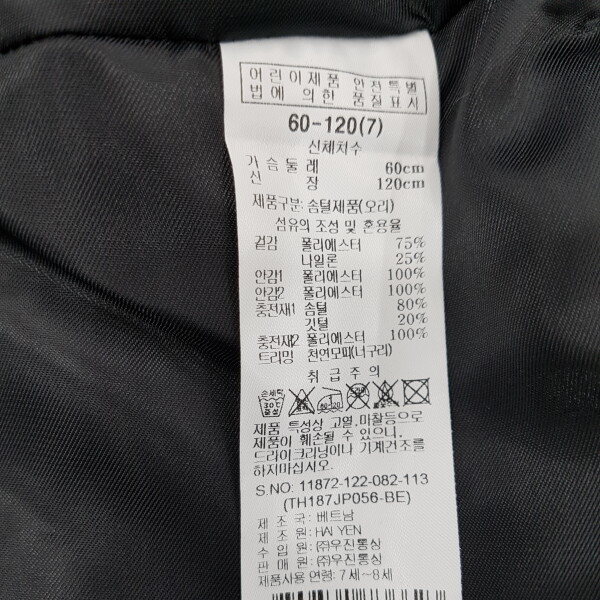 어린이제품 안전특별
법에 의한 품질표시
60-120(7)
신체치수
가슴둘레 60cm
신 장 120cm
제품구분: 솜털제품(오리)
섬유의 조성 및 혼용율
겉감 폴리에스터 75%
나일론 25%
안감1 폴리에스터 100%
안감2 폴리에스터 100%
충전재1 솜털 80%
깃털 20%
충전재2 폴리에스터 100%
트리밍 천연모피(너구리)
취급주의
손세탁
30℃
중성
80-120
제품 특성상 고열,마찰등으로
제품이 훼손될 수 있으니,
드라이크리닝이나 기계건조를
하지마십시오.
S.NO: 11872-122-082-113
(TH187JP056-BE)
제 조 국 : 베트남
제 조 원 : HAI YEN
수 입 원 : ㈜우진통상
판 매 원 : ㈜우진통상
제품사용 연령: 7세~8세